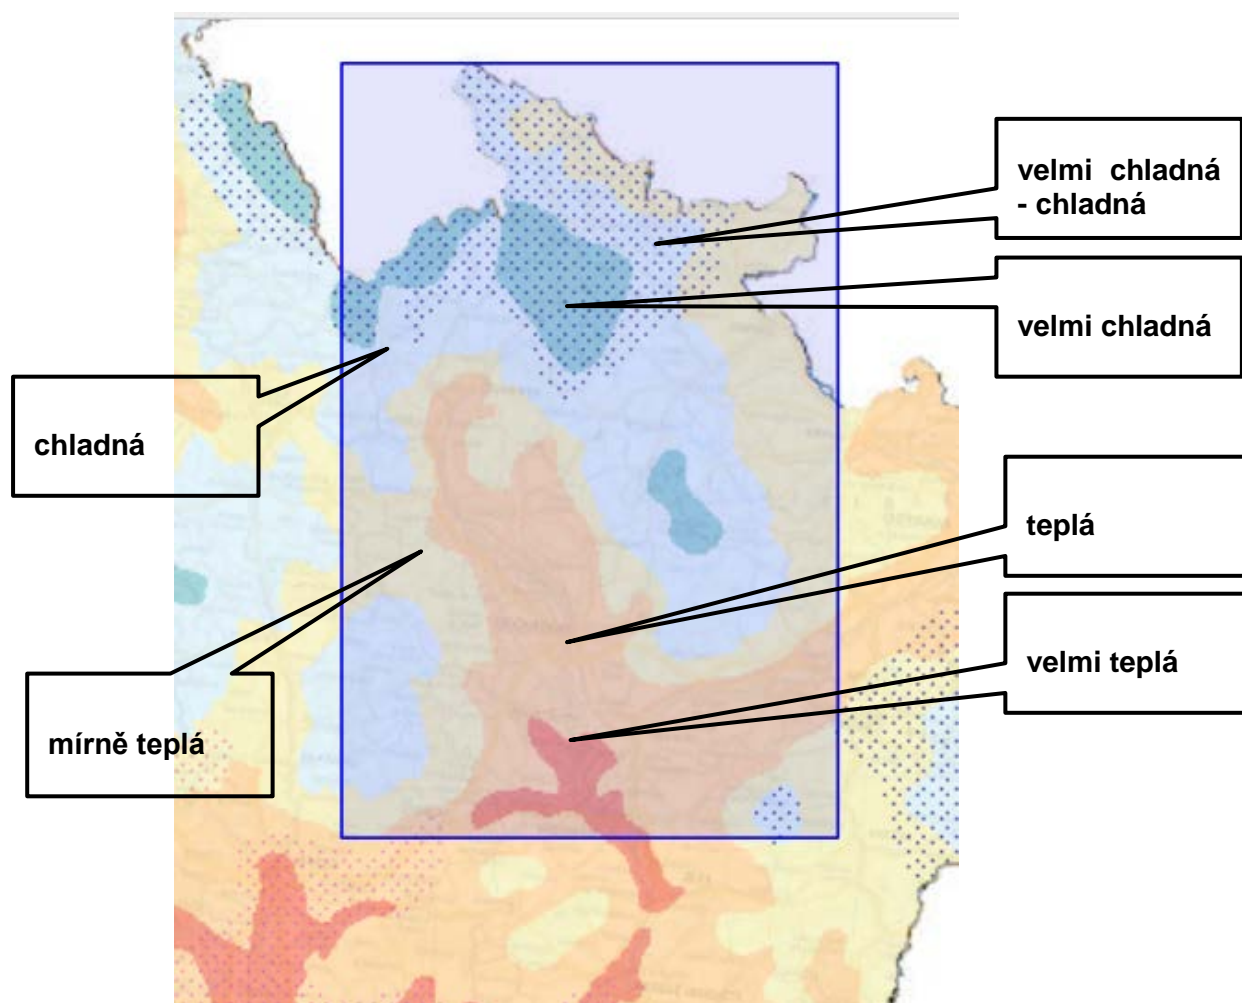 velmi chladná
- chladná
velmi chladná
chladná
teplá
velmi teplá
mírně teplá